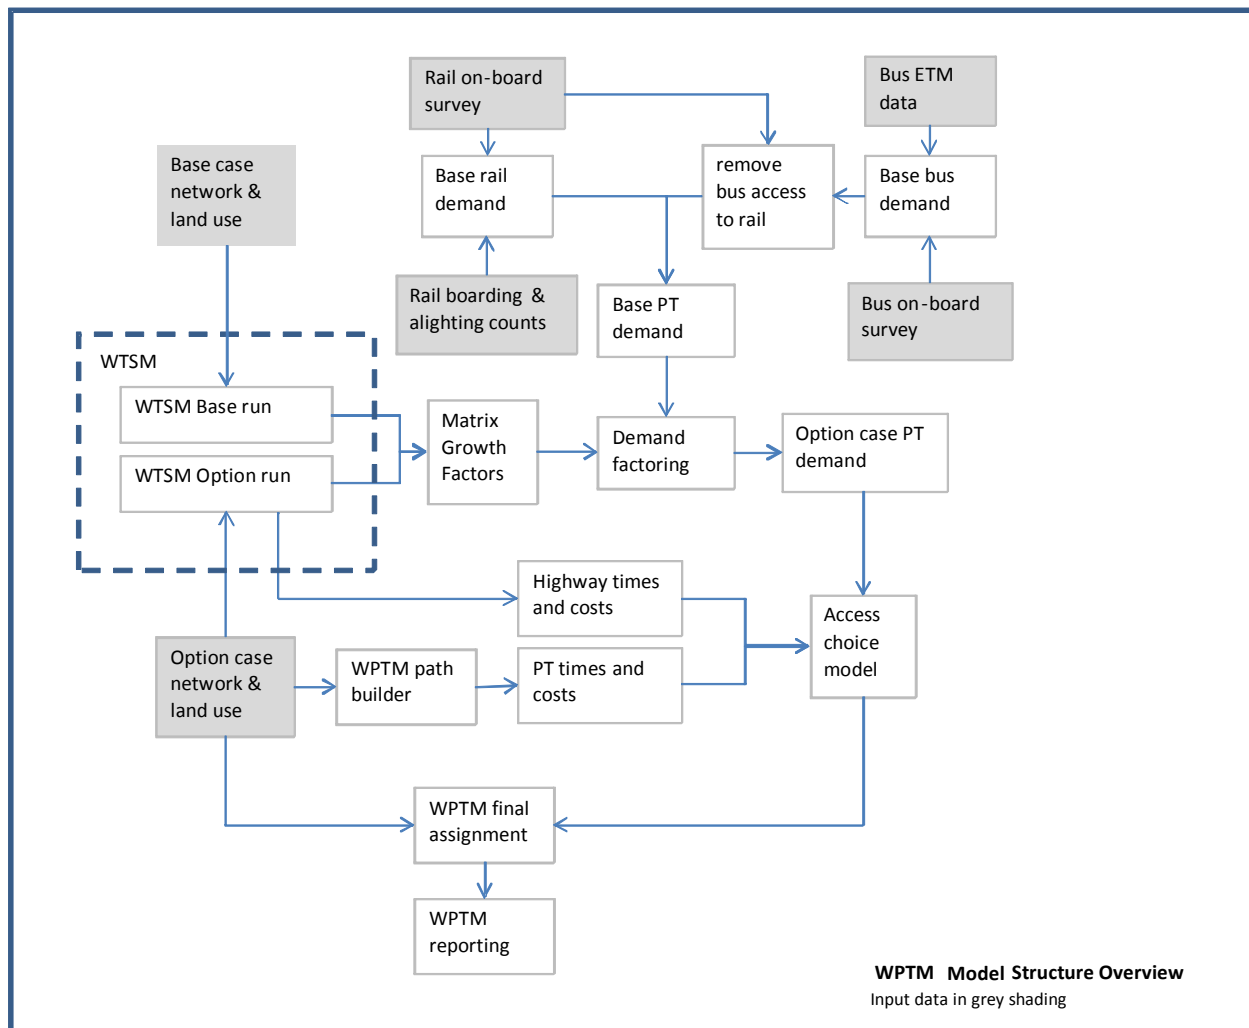 Rail on-board
survey
Bus ETM
data
Base case
network &
land use
Base rail
demand
remove
bus access
to rail
Base bus
demand
Rail boarding &
alighting counts
Base PT
demand
Bus on-board
survey
WTSM
WTSM Base run
WTSM Option run
Matrix
Growth
Factors
Demand
factoring
Option case PT
demand
Highway times
and costs
Access
choice
model
Option case
network &
land use
WPTM path
builder
PT times and
costs
WPTM final
assignment
WPTM
reporting
WPTM Model Structure Overview
Input data in grey shading